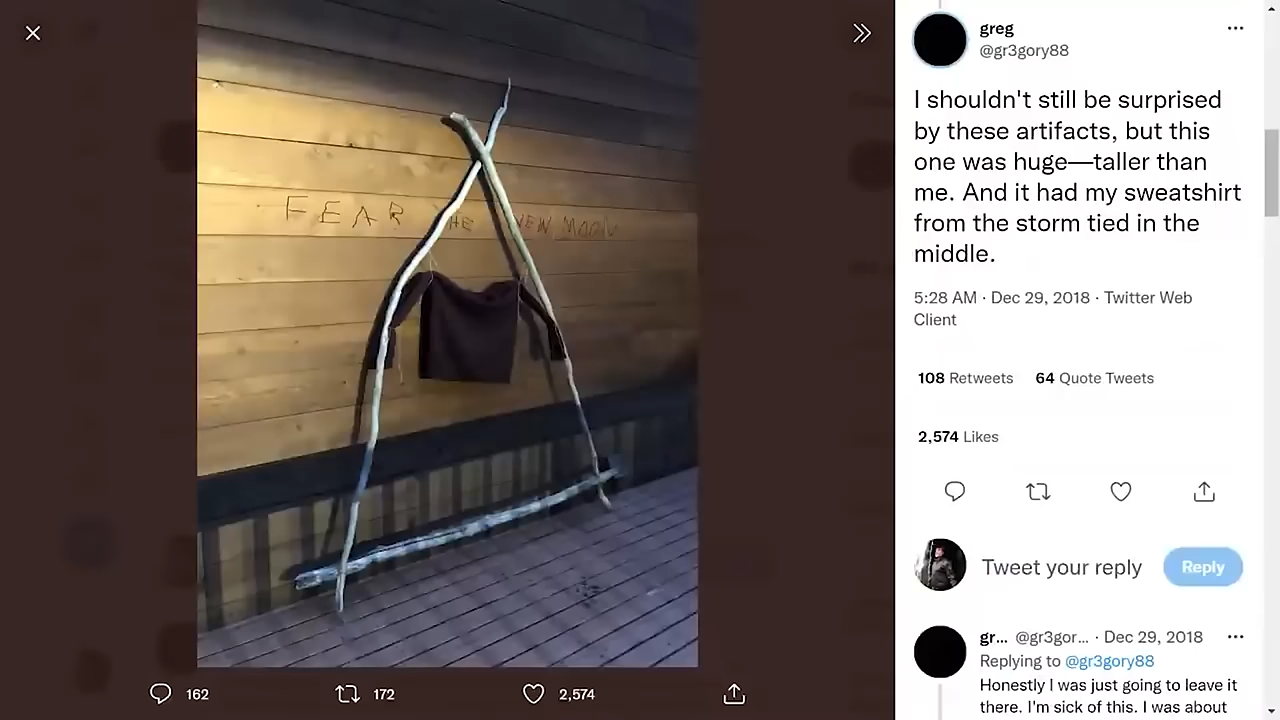 FEAR THE NEW MOON
162
172
2,574
greg
@gr3gory88
I shouldn't still be surprised
by these artifacts, but this
one was huge—taller than
me. And it had my sweatshirt
from the storm tied in the
middle.
5:28 AM · Dec 29, 2018 · Twitter Web
Client
108 Retweets 64 Quote Tweets
2,574 Likes
Tweet your reply
Reply
gr... @gr3gor... · Dec 29, 2018
Replying to @gr3gory88
Honestly I was just going to leave it
there. I'm sick of this. I was about